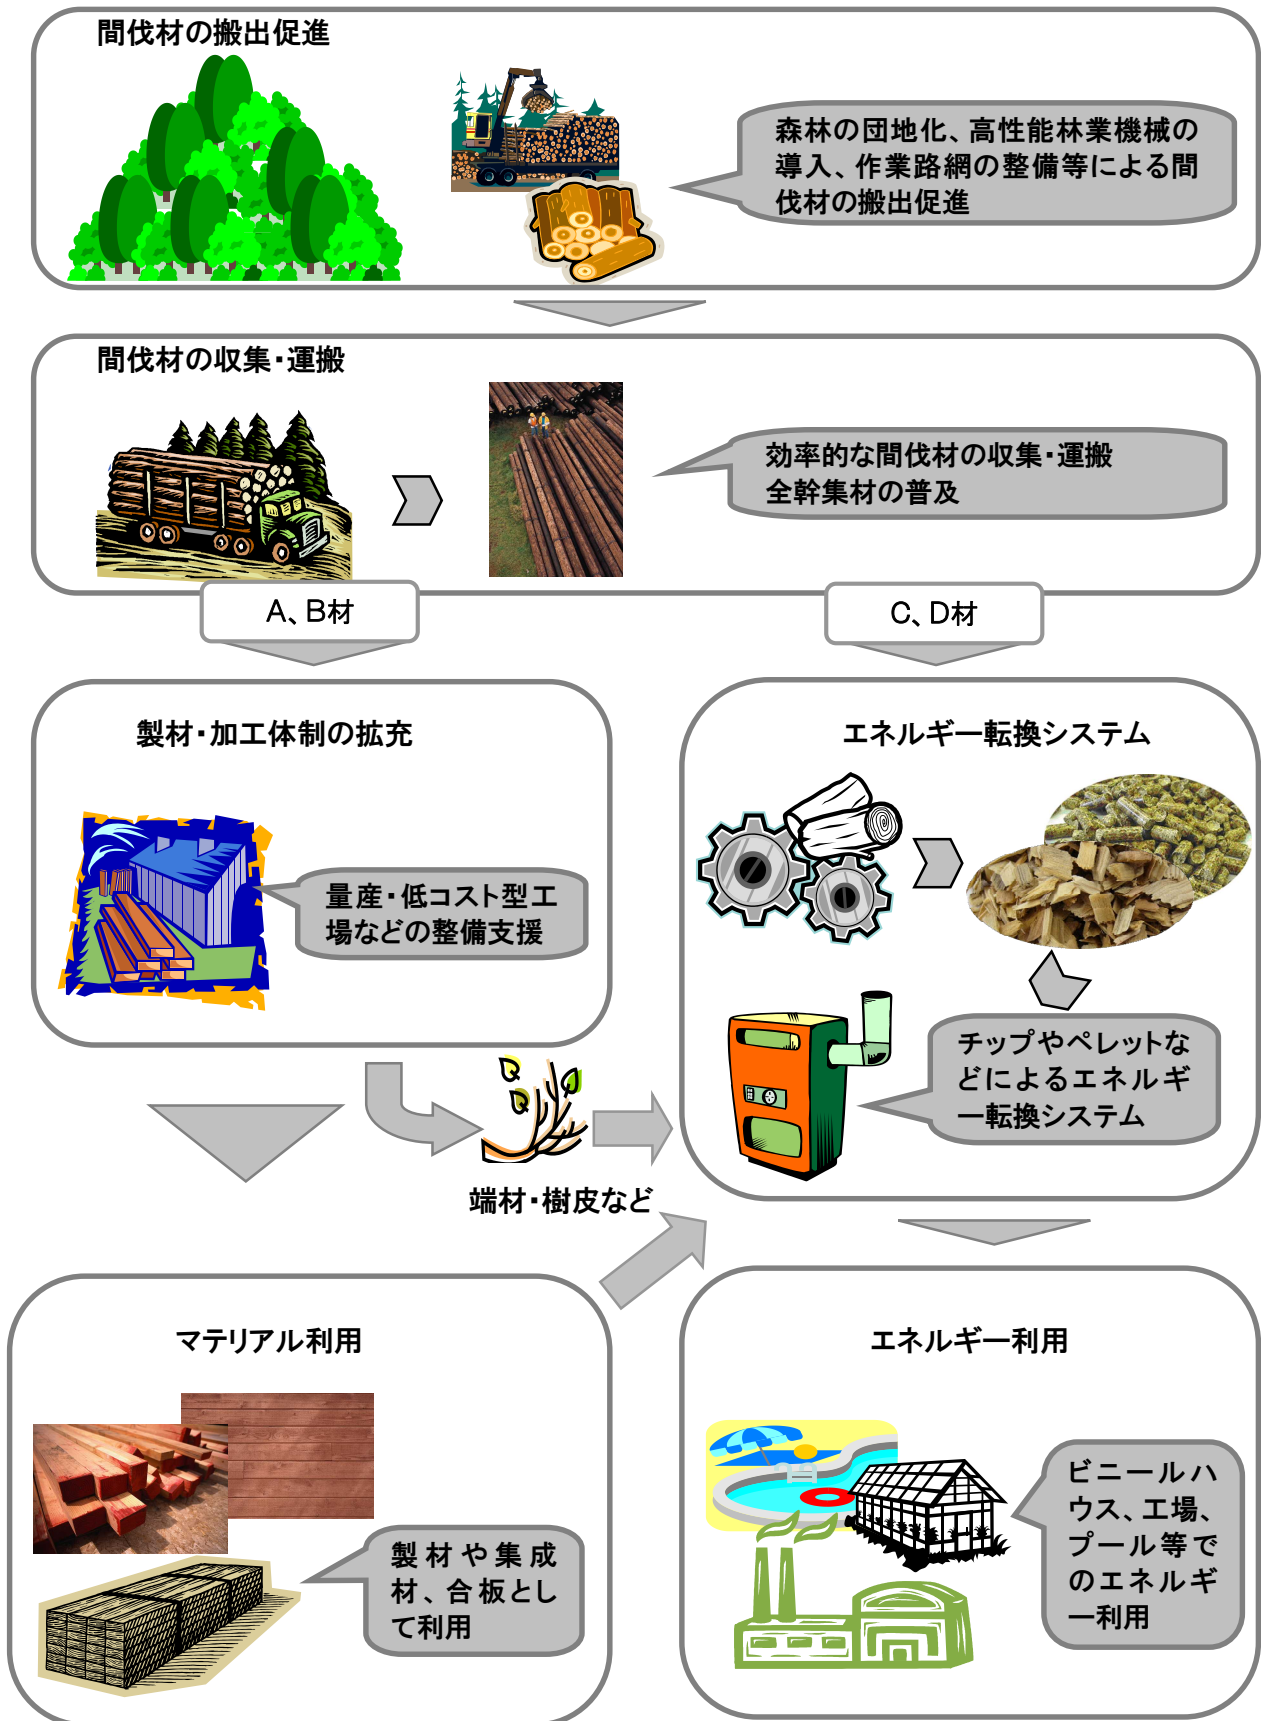 間伐材の搬出促進
森林の団地化、高性能林業機械の
導入、作業路網の整備等による間
伐材の搬出促進
間伐材の収集・運搬
効率的な間伐材の収集・運搬
全幹集材の普及
A、B材
C、D材
製材・加工体制の拡充
量産・低コスト型工
場などの整備支援
エネルギー転換システム
チップやペレットな
どによるエネルギ
ー転換システム
端材・樹皮など
マテリアル利用
製材や集成
材、合板とし
て利用
エネルギー利用
ビニールハ
ウス、工場、
プール等で
のエネルギ
ー利用